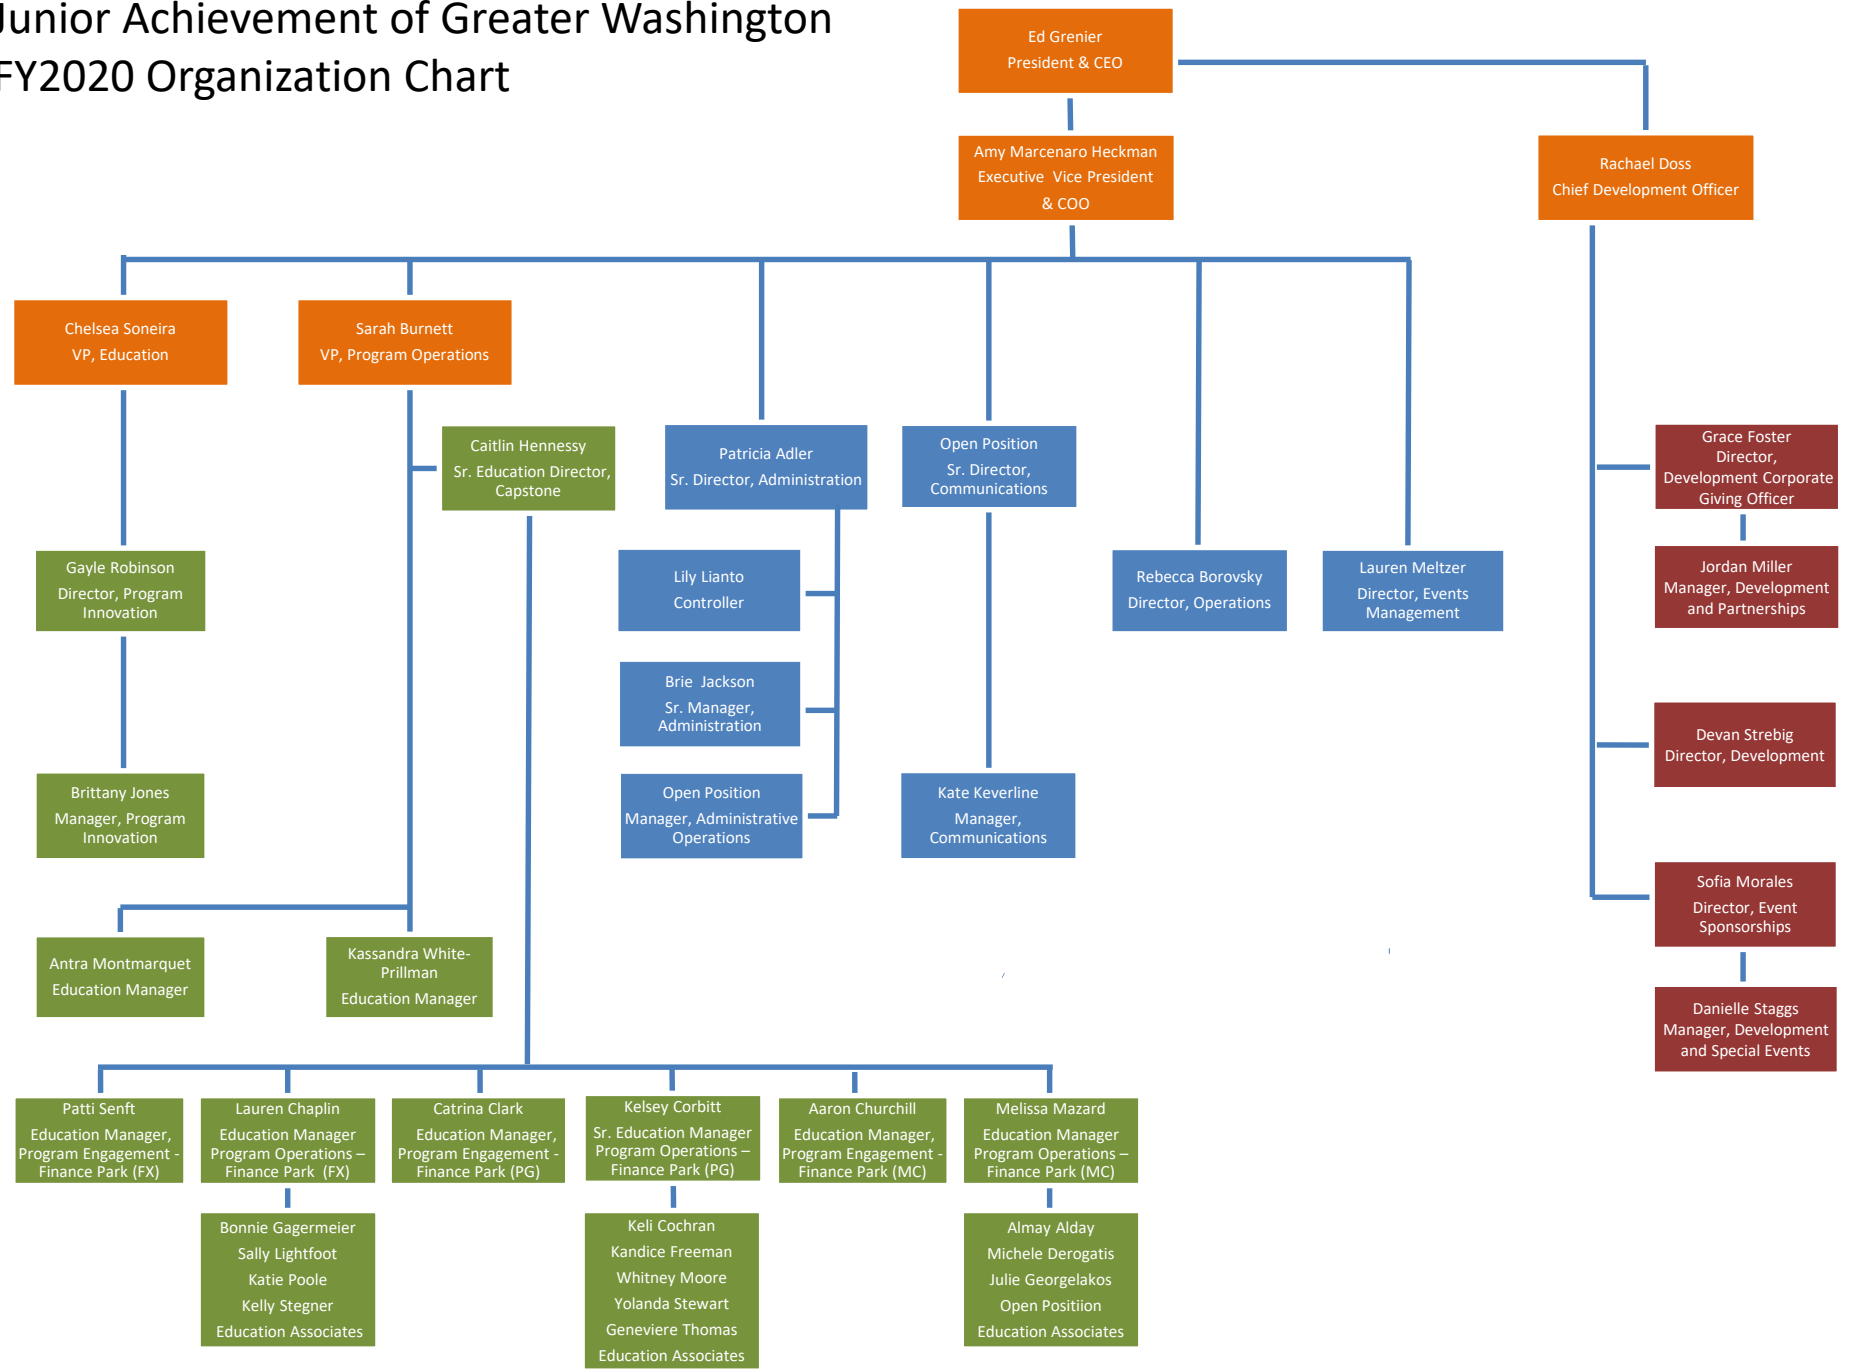 Junior Achievement of Greater Washington
FY2020 Organization Chart
Ed Grenier
President & CEO
Amy Marcenaro Heckman
Executive Vice President
& COO
Rachael Doss
Chief Development Officer
Chelsea Soneira
VP, Education
Sarah Burnett
VP, Program Operations
Caitlin Hennessy
Sr. Education Director,
Capstone
Patricia Adler
Sr. Director, Administration
Open Position
Sr. Director,
Communications
Grace Foster
Director,
Development Corporate
Giving Officer
Gayle Robinson
Director, Program
Innovation
Lily Lianto
Controller
Rebecca Borovsky
Director, Operations
Lauren Meltzer
Director, Events
Management
Jordan Miller
Manager, Development
and Partnerships
Brie Jackson
Sr. Manager,
Administration
Devan Strebig
Director, Development
Brittany Jones
Manager, Program
Innovation
Open Position
Manager, Administrative
Operations
Kate Keverline
Manager,
Communications
Sofia Morales
Director, Event
Sponsorships
Antra Montmarquet
Education Manager
Kassandra White-
Prillman
Education Manager
Danielle Staggs
Manager, Development
and Special Events
Patti Senft
Education Manager,
Program Engagement -
Finance Park (FX)
Lauren Chaplin
Education Manager
Program Operations –
Finance Park (FX)
Catrina Clark
Education Manager,
Program Engagement -
Finance Park (PG)
Kelsey Corbitt
Sr. Education Manager
Program Operations –
Finance Park (PG)
Aaron Churchill
Education Manager,
Program Engagement -
Finance Park (MC)
Melissa Mazard
Education Manager
Program Operations –
Finance Park (MC)
Bonnie Gagermeier
Sally Lightfoot
Katie Poole
Kelly Stegner
Education Associates
Keli Cochran
Kandice Freeman
Whitney Moore
Yolanda Stewart
Geneviere Thomas
Education Associates
Almay Alday
Michele Derogatis
Julie Georgelakos
Open Positiion
Education Associates